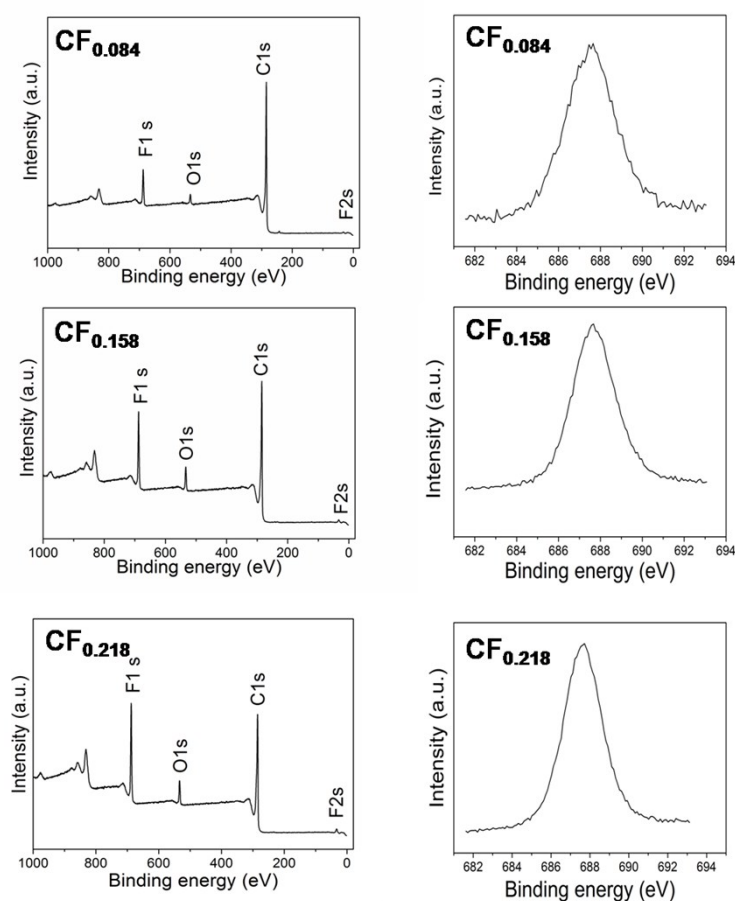 CF0.084
Intensity (a.u.)
F1 s
O1s
C1s
F2s
1000 800 600 400 200 0
Binding energy (eV)
CF0.084
Intensity (a.u.)
682 684 686 688 690 692 694
Binding energy (eV)
CF0.158
Intensity (a.u.)
F1 s
O1s
C1s
F2s
1000 800 600 400 200 0
Binding energy (eV)
CF0.158
Intensity (a.u.)
682 684 686 688 690 692 694
Binding energy (eV)
CF0.218
Intensity (a.u.)
F1 s
O1s
C1s
F2s
1000 800 600 400 200 0
Binding energy (eV)
CF0.218
Intensity (a.u.)
682 684 686 688 690 692 694
Binding energy (eV)